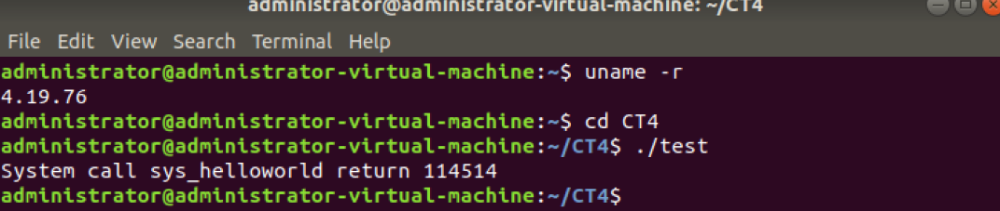 administrator@administrator-virtual-machine: ~/CT4
File Edit View Search Terminal Help
administrator@administrator-virtual-machine:~$ uname -r
4.19.76
administrator@administrator-virtual-machine:~$ cd CT4
administrator@administrator-virtual-machine:~/CT4$ ./test
System call sys_helloworld return 114514
administrator@administrator-virtual-machine:~/CT4$